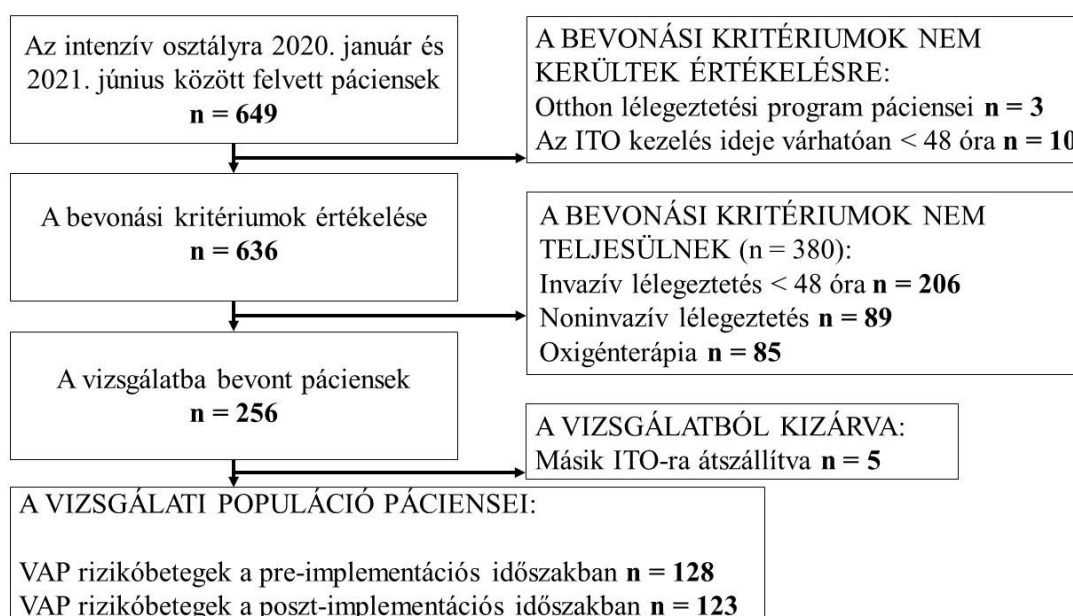 Az intenzív osztályra 2020. január és
2021. június között felvett páciensek
n = 649
A BEVONÁSI KRITÉRIUMOK NEM
KERÜLTEK ÉRTÉKELÉSRE:
Otthon lélegeztetési program páciensei n = 3
Az ITO kezelés ideje várhatóan < 48 óra n = 10
A bevonási kritériumok értékelése
n = 636
A BEVONÁSI KRITÉRIUMOK NEM
TELJESÜLNEK (n = 380):
Invazív lélegeztetés < 48 óra n = 206
Noninvazív lélegeztetés n = 89
Oxigénterápia n = 85
A vizsgálatba bevont páciensek
n = 256
A VIZSGÁLATBÓL KIZÁRVA:
Másik ITO-ra átszállítva n = 5
A VIZSGÁLATI POPULÁCIÓ PÁCIENSEI:
VAP rizikóbetegek a pre-implementációs időszakban n = 128
VAP rizikóbetegek a poszt-implementációs időszakban n = 123